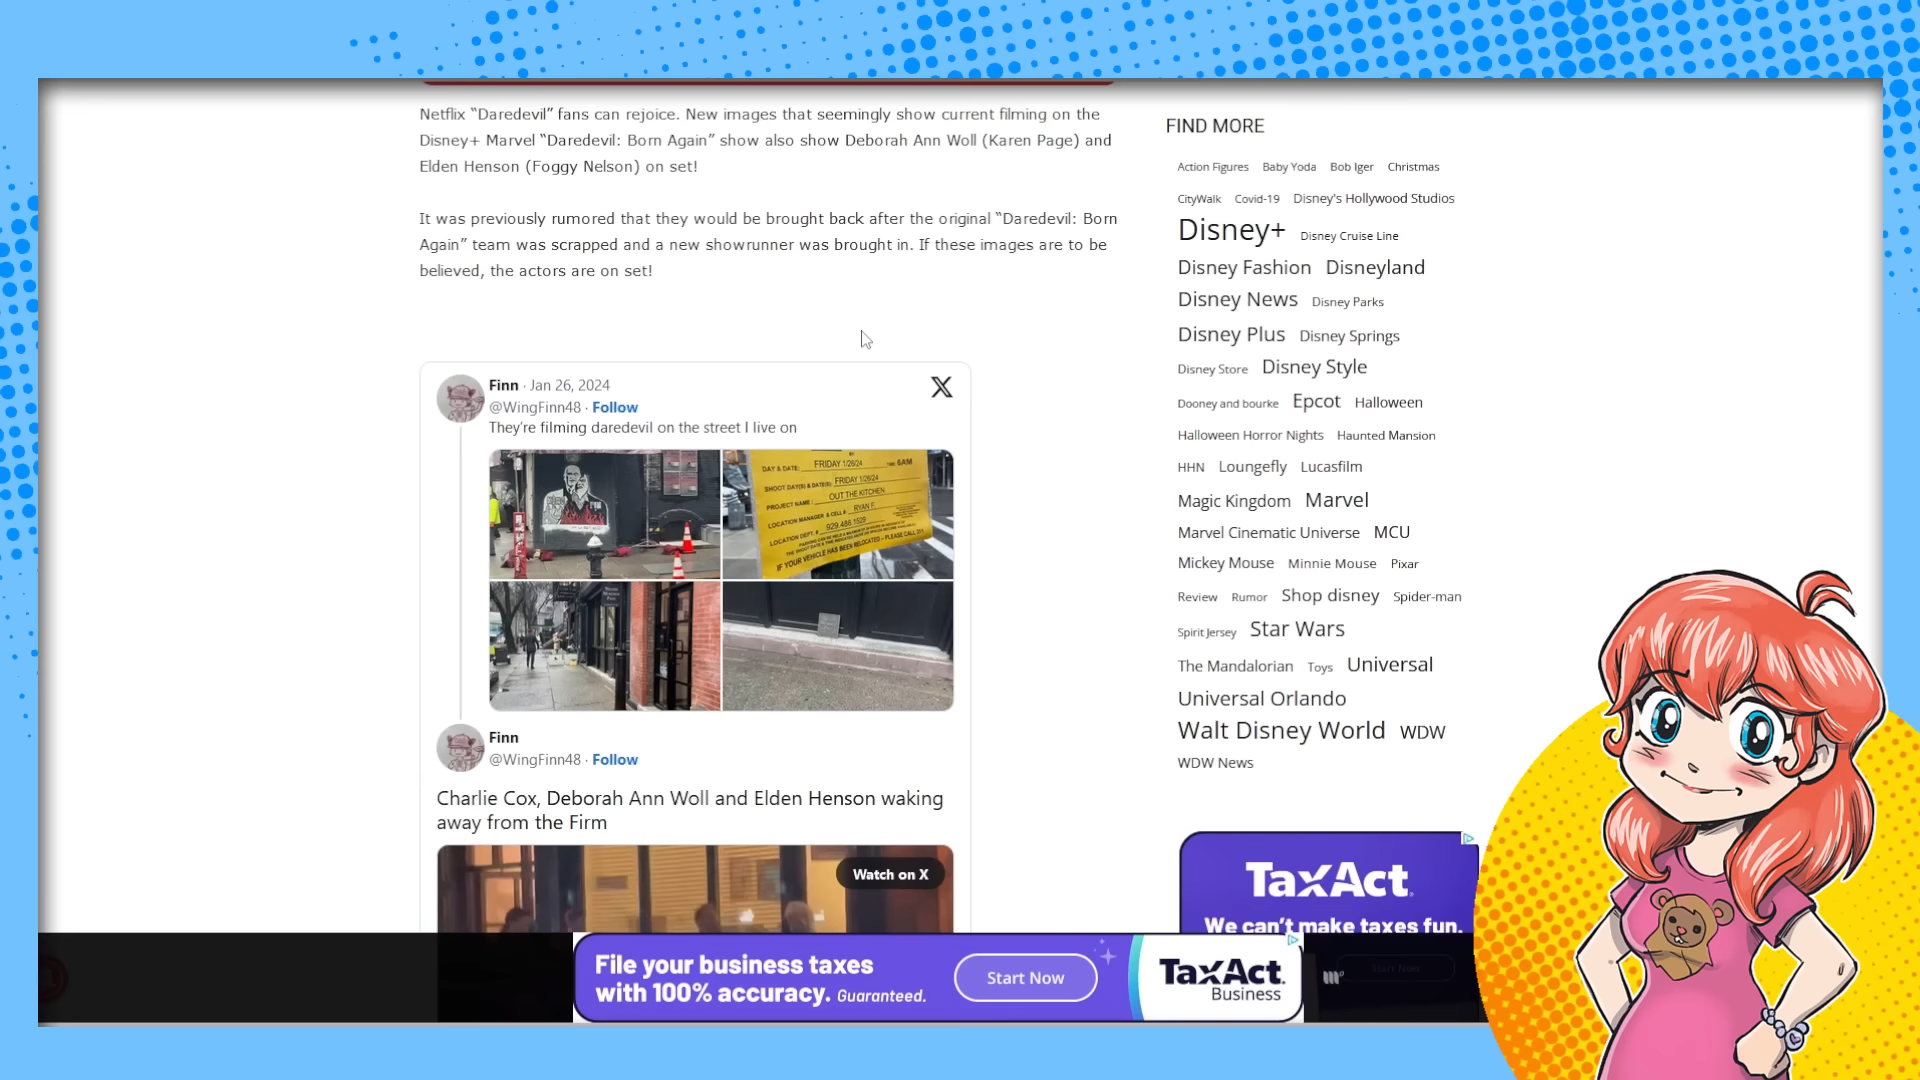 Netflix “Daredevil” fans can rejoice. New images that seemingly show current filming on the
Disney+ Marvel “Daredevil: Born Again” show also show Deborah Ann Woll (Karen Page) and
Elden Henson (Foggy Nelson) on set!
It was previously rumored that they would be brought back after the original “Daredevil: Born
Again” team was scrapped and a new showrunner was brought in. If these images are to be
believed, the actors are on set!
Finn · Jan 26, 2024
@WingFinn48 · Follow
They're filming daredevil on the street I live on
DAY & DATE: FRIDAY 1/26/24 TIME: 6AM
SHOOT DAY(S) & DATE(S) FRIDAY 1/26/24
PROJECT NAME: OUT THE KITCHEN
LOCATION MANAGER & CELL# RYAN F.
LOCATION DEPT. # 929.486.1529
IF YOUR VEHICLE HAS BEEN RELOCATED – PLEASE CALL 311
Finn
@WingFinn48 · Follow
Charlie Cox, Deborah Ann Woll and Elden Henson waking
away from the Firm
Watch on X
FIND MORE
Action Figures Baby Yoda Bob Iger Christmas
CityWalk Covid-19 Disney's Hollywood Studios
Disney+ Disney Cruise Line
Disney Fashion Disneyland
Disney News Disney Parks
Disney Plus Disney Springs
Disney Store Disney Style
Dooney and bourke Epcot Halloween
Halloween Horror Nights Haunted Mansion
HHN Loungefly Lucasfilm
Magic Kingdom Marvel
Marvel Cinematic Universe MCU
Mickey Mouse Minnie Mouse Pixar
Review Rumor Shop disney Spider-man
Spirit Jersey Star Wars
The Mandalorian Toys Universal
Universal Orlando
Walt Disney World WDW
WDW News
TaxAct.
We can't make taxes fun.
Start Now
File your business taxes
with 100% accuracy. Guaranteed.
Start Now
TaxAct.
Business